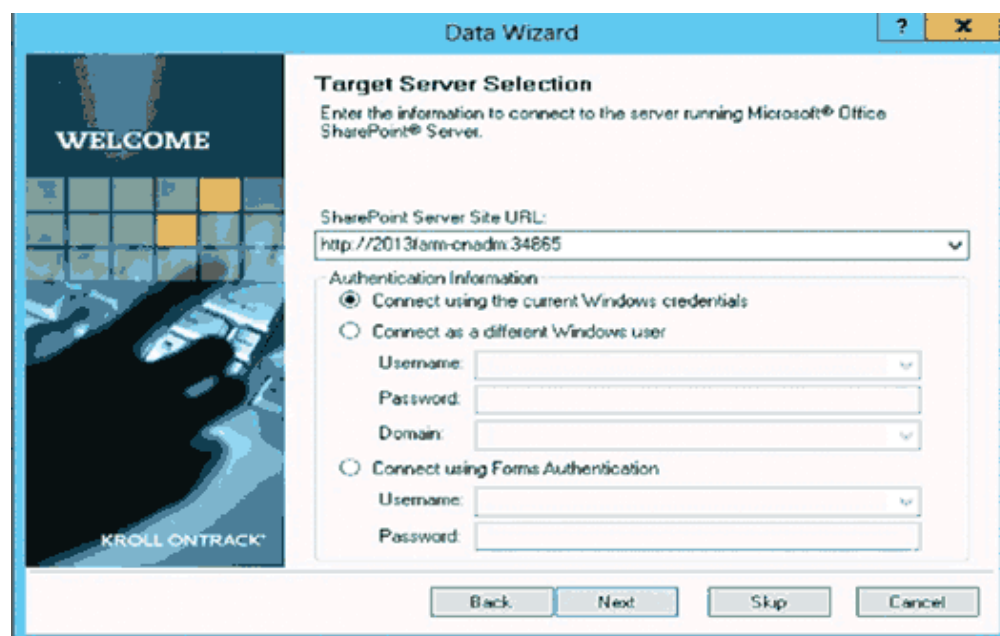 Data Wizard
?
X
WELCOME
KROLL ONTRACK
Target Server Selection
Enter the information to connect to the server running Microsoft® Office
SharePoint® Server.
SharePoint Server Site URL:
http://2013farm-cnadm:34865
Authentication Information
Connect using the current Windows credentials
Connect as a different Windows user
Username:
Password:
Domain:
Connect using Forms Authentication
Username:
Password:
Back
Next
Skip
Cancel